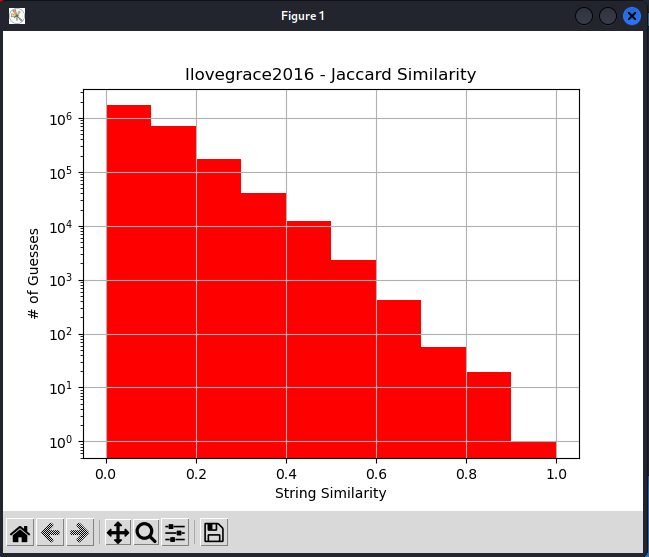 Figure 1
Ilovegrace2016 - Jaccard Similarity
# of Guesses
10⁶
10⁵
10⁴
10³
10²
10¹
10⁰
0.0 0.2 0.4 0.6 0.8 1.0
String Similarity